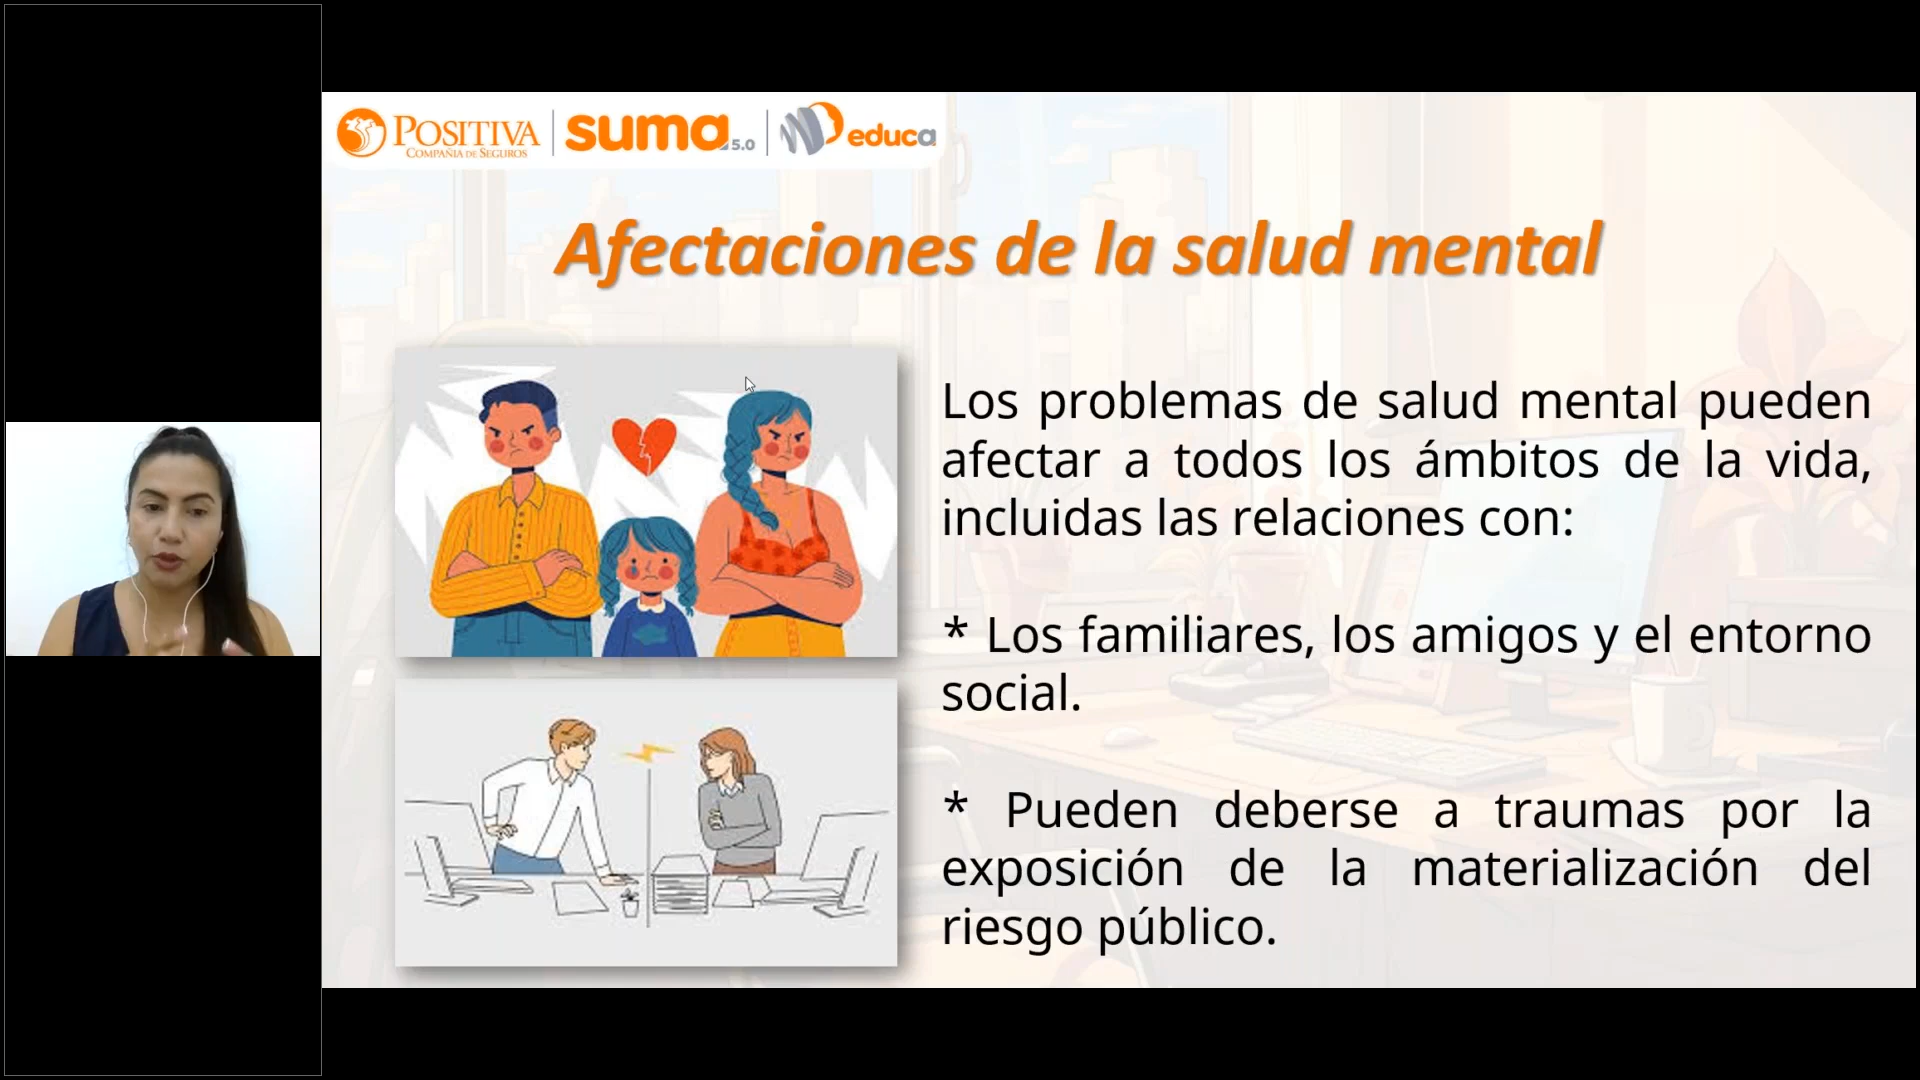 POSITIVA
COMPAÑÍA DE SEGUROS
suma 5.0
educa
Afectaciones de la salud mental
Los problemas de salud mental pueden
afectar a todos los ámbitos de la vida,
incluidas las relaciones con:
* Los familiares, los amigos y el entorno
social.
* Pueden deberse a traumas por la
exposición de la materialización del
riesgo público.